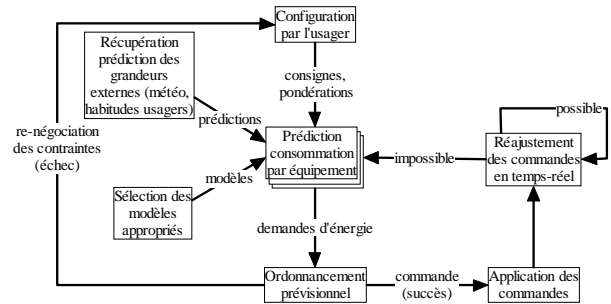 Configuration
par l'usager
Récupération
prédiction des
grandeurs
externes (météo,
habitudes usagers)
consignes,
pondérations
prédictions
re-négociation
des contraintes
(échec)
Prédiction
consommation
par équipement
impossible
possible
Réajustement
des commandes
en temps-réel
modèles
Sélection des
modèles
appropriés
demandes d'énergie
Ordonnancement
prévisionnel
commande
(succès)
Application des
commandes